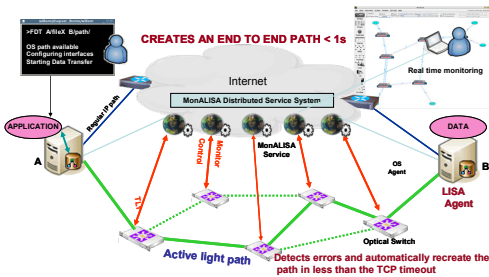 >FDT A/fileX B/path/
OS path available
Configuring interfaces
Starting Data Transfer
CREATES AN END TO END PATH < 1s
Real time monitoring
Internet
MonALISA Distributed Service System
Regular IP path
APPLICATION
DATA
A
B
MonALISA
Service
Monitor
Control
TL1
OS
Agent
LISA
Agent
Optical Switch
Active light path
Detects errors and automatically recreate the
path in less than the TCP timeout